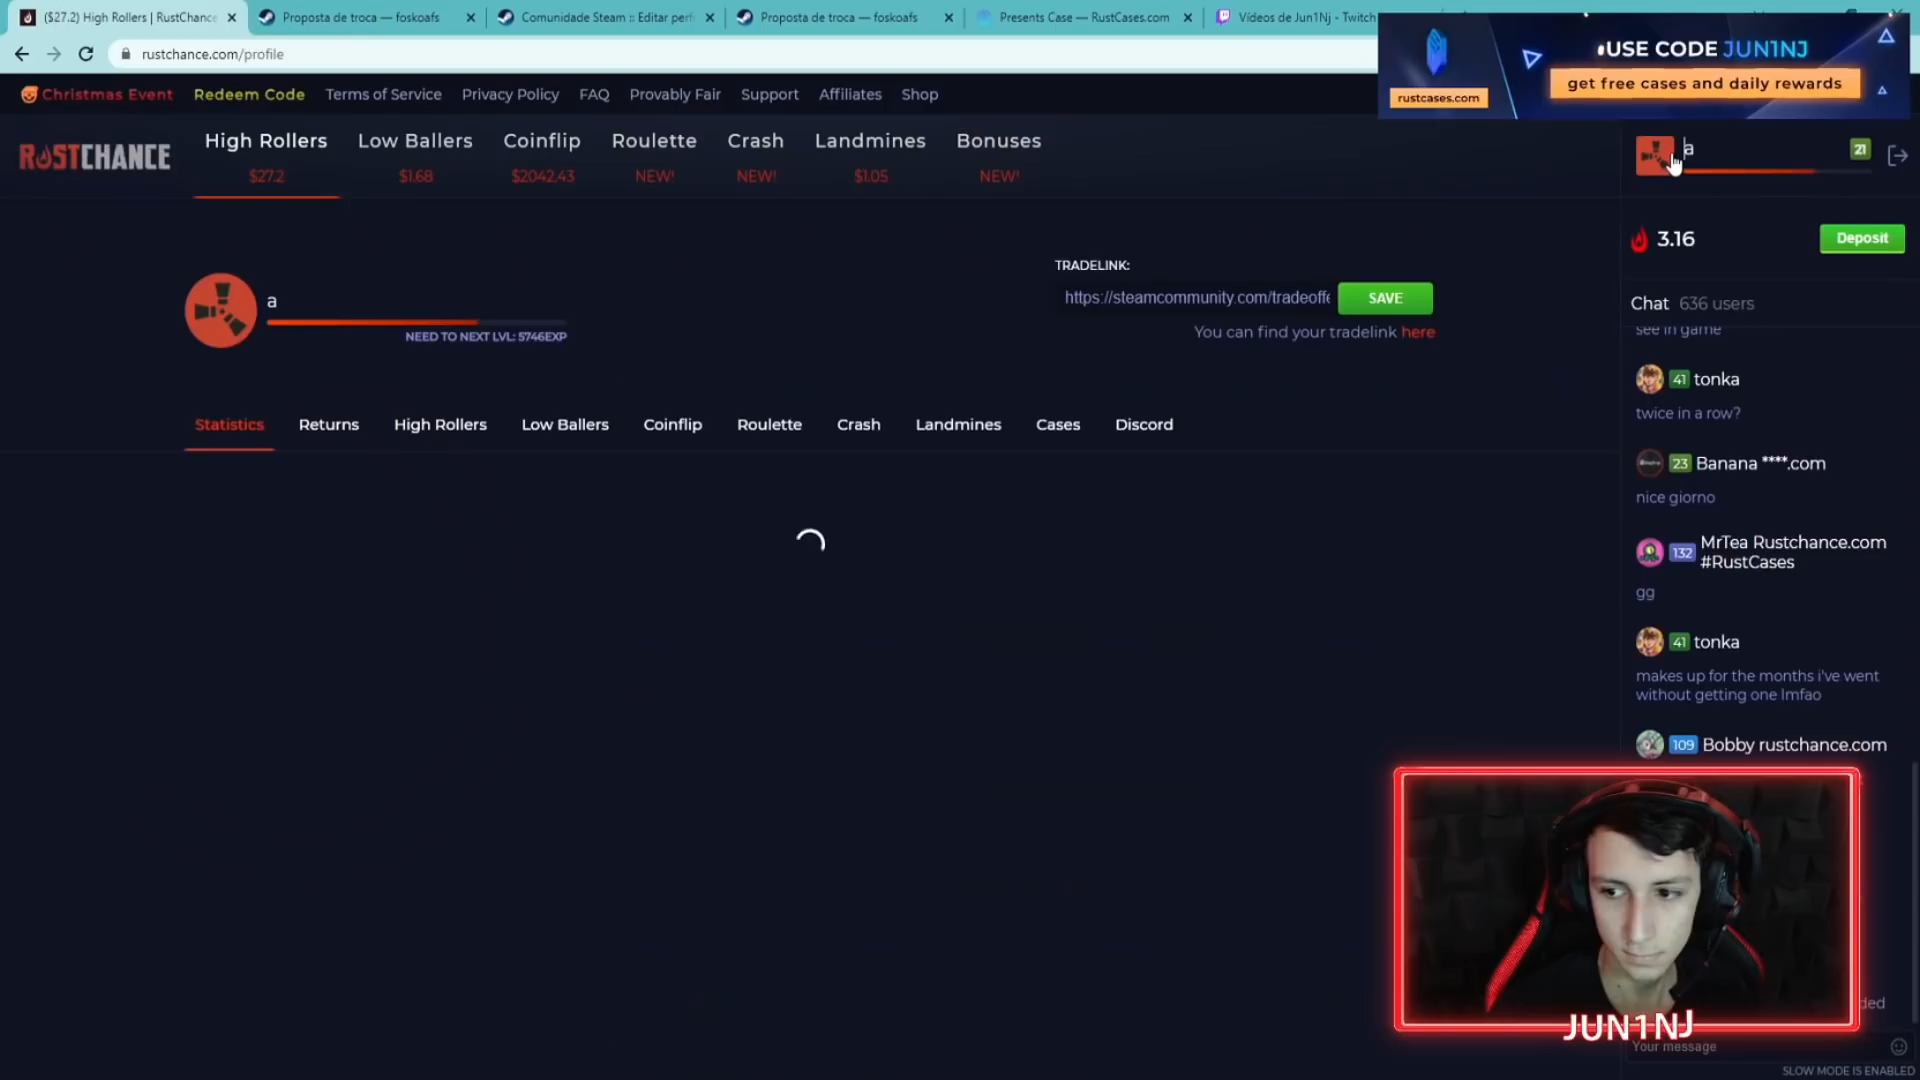 ($27.2) High Rollers | RustChance
Proposta de troca — foskoafs
Comunidade Steam :: Editar perf
Proposta de troca — foskoafs
Presents Case — RustCases.com
Vídeos de Jun1Nj - Twitch
rustchance.com/profile
USE CODE JUN1NJ
get free cases and daily rewards
rustcases.com
Christmas Event
Redeem Code
Terms of Service
Privacy Policy
FAQ
Provably Fair
Support
Affiliates
Shop
RUSTCHANCE
High Rollers
Low Ballers
Coinflip
Roulette
Crash
Landmines
Bonuses
$27.2
$1.68
$2042.43
NEW!
NEW!
$1.05
NEW!
a
21
3.16
Deposit
a
NEED TO NEXT LVL: 5746EXP
TRADELINK:
https://steamcommunity.com/tradeoffe
SAVE
You can find your tradelink here
Statistics
Returns
High Rollers
Low Ballers
Coinflip
Roulette
Crash
Landmines
Cases
Discord
Chat 636 users
see in game
41 tonka
twice in a row?
23 Banana ****.com
nice giorno
132 MrTea Rustchance.com
#RustCases
gg
41 tonka
makes up for the months i've went
without getting one lmfao
109 Bobby rustchance.com
ded
JUN1NJ
Your message
SLOW MODE IS ENABLED